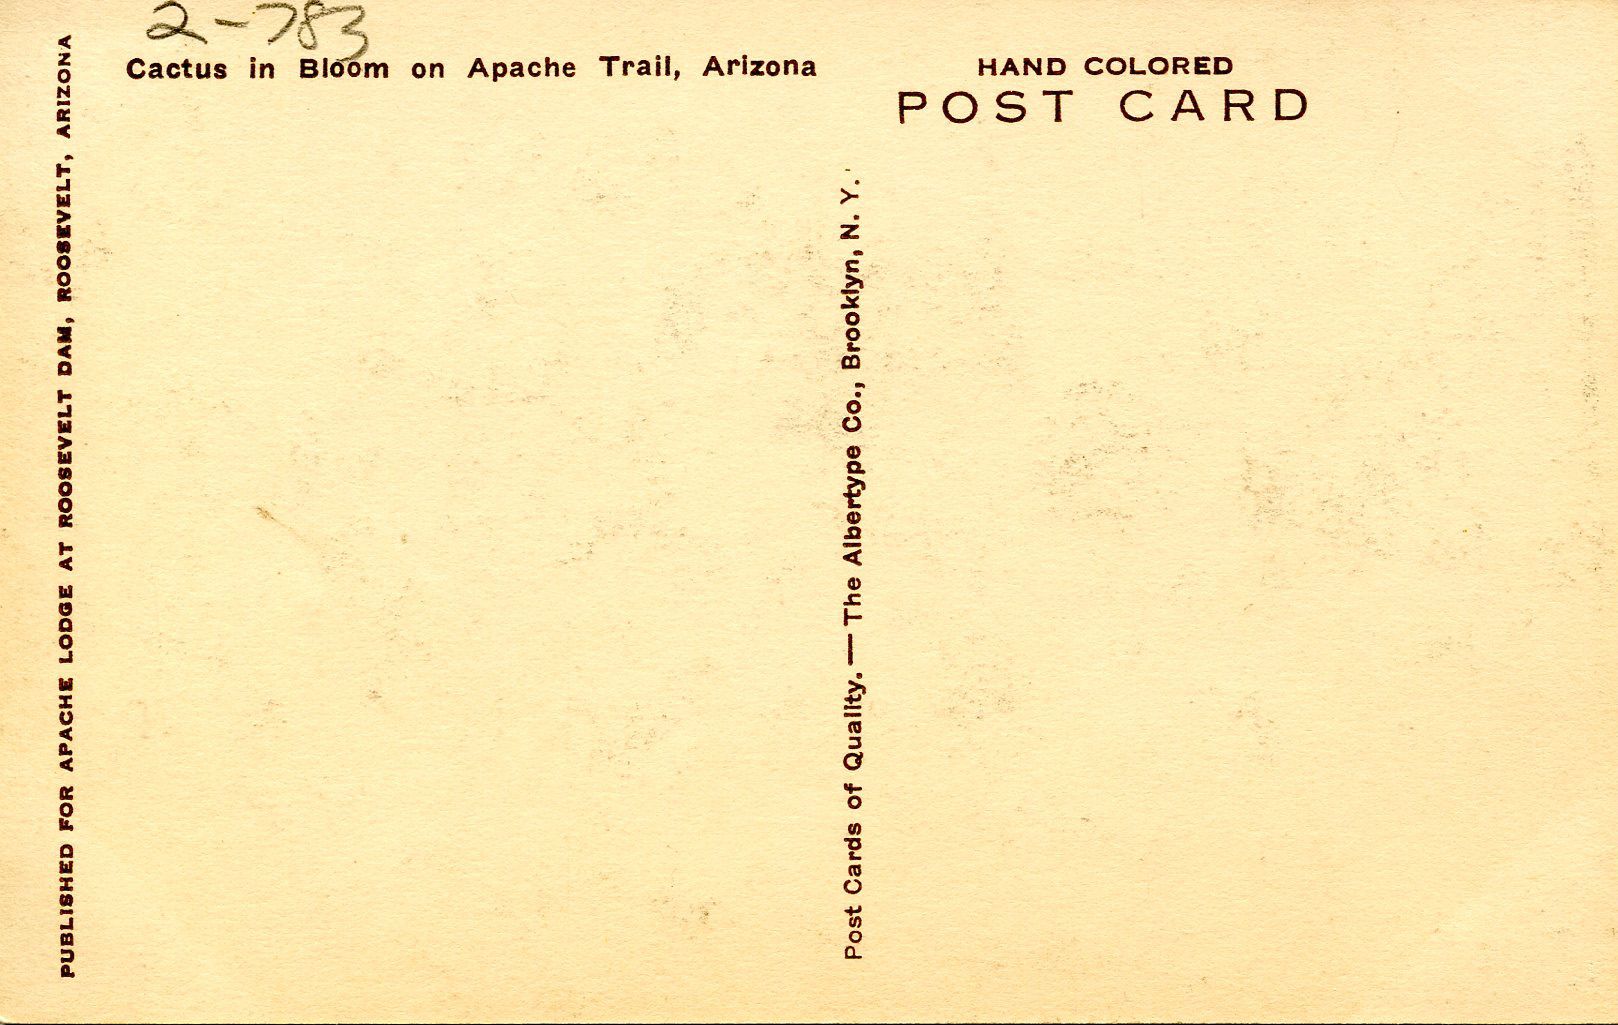 2-783
Cactus in Bloom on Apache Trail, Arizona
HAND COLORED
POST CARD
PUBLISHED FOR APACHE LODGE AT ROOSEVELT DAM, ROOSEVELT, ARIZONA
Post Cards of Quality. — The Albertype Co., Brooklyn, N. Y.